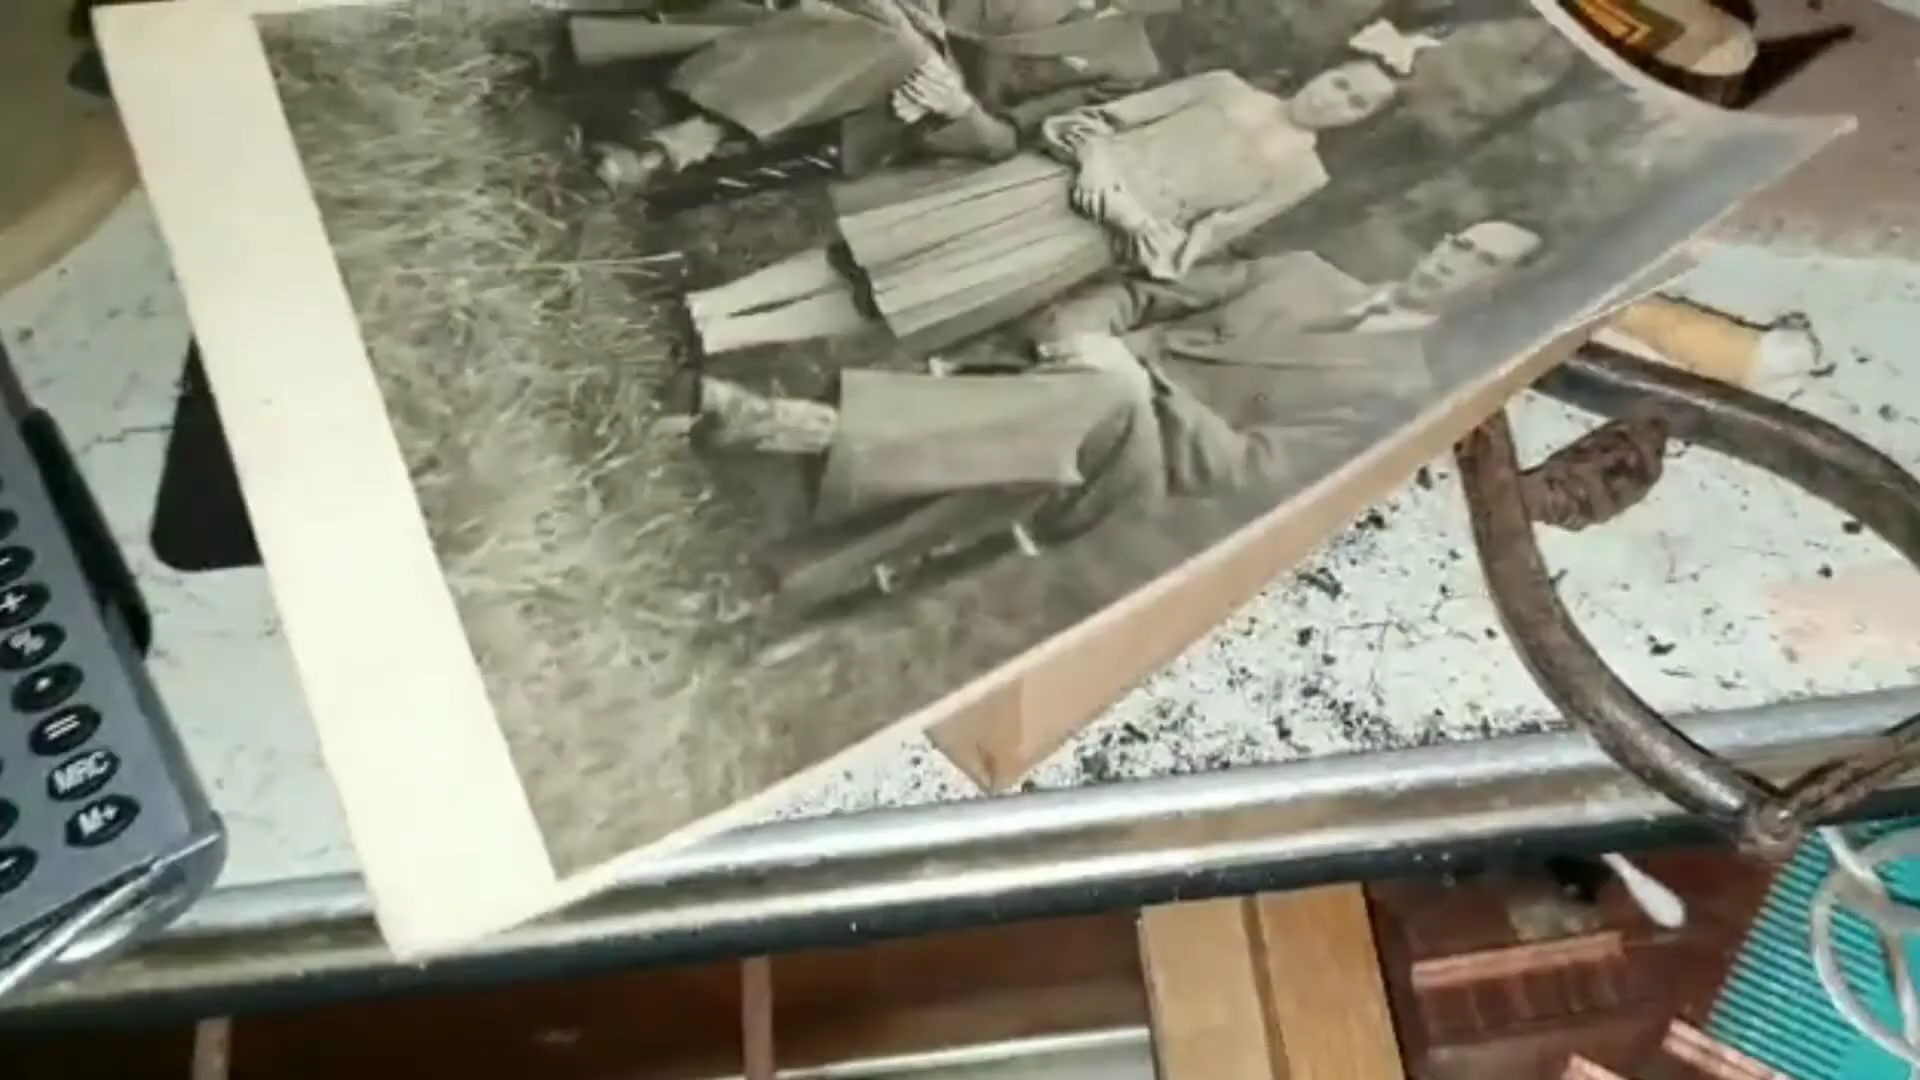 +
%
=
MRC
M+